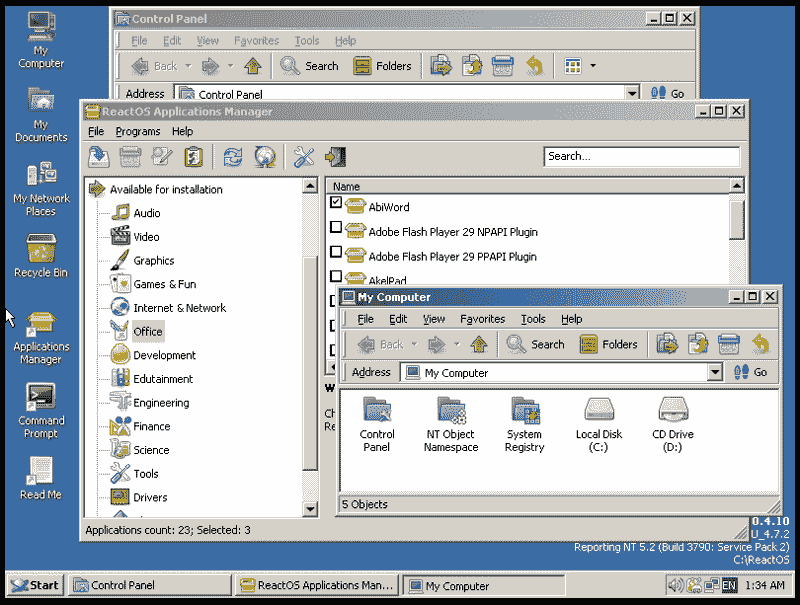 My
Computer
My
Documents
My Network
Places
Recycle Bin
Applications
Manager
Command
Prompt
Read Me
Control Panel
File Edit View Favorites Tools Help
Back Search Folders
Address Control Panel Go
ReactOS Applications Manager
File Programs Help
Search...
Available for installation
Audio
Video
Graphics
Games & Fun
Internet & Network
Office
Development
Edutainment
Engineering
Finance
Science
Tools
Drivers
Name
AbiWord
Adobe Flash Player 29 NPAPI Plugin
Adobe Flash Player 29 PPAPI Plugin
AkelPad
Applications count: 23; Selected: 3
My Computer
File Edit View Favorites Tools Help
Back Search Folders
Address My Computer Go
Control
Panel
NT Object
Namespace
System
Registry
Local Disk
(C:)
CD Drive
(D:)
5 Objects
0.4.10
U_4.7.2
Reporting NT 5.2 (Build 3790: Service Pack 2)
C:\ReactOS
Start Control Panel ReactOS Applications Man... My Computer EN 1:34 AM